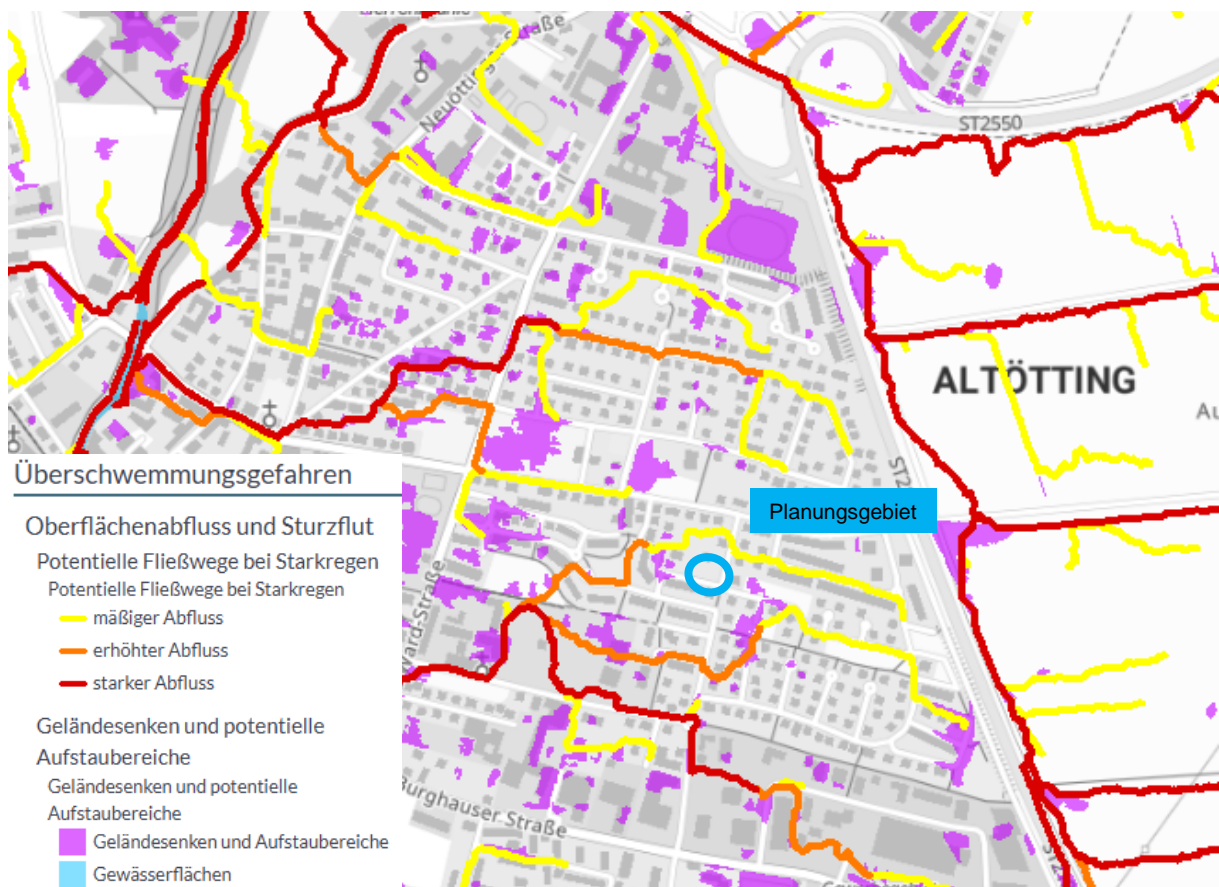 Neuöttinger Straße
ST2550
ALTÖTTING
Planungsgebiet
Überschwemmungsgefahren
Oberflächenabfluss und Sturzflut
Potentielle Fließwege bei Starkregen
Potentielle Fließwege bei Starkregen
mäßiger Abfluss
erhöhter Abfluss
starker Abfluss
Geländesenken und potentielle
Aufstaubereiche
Geländesenken und potentielle
Aufstaubereiche
Geländesenken und Aufstaubereiche
Gewässerflächen
Burghauser Straße